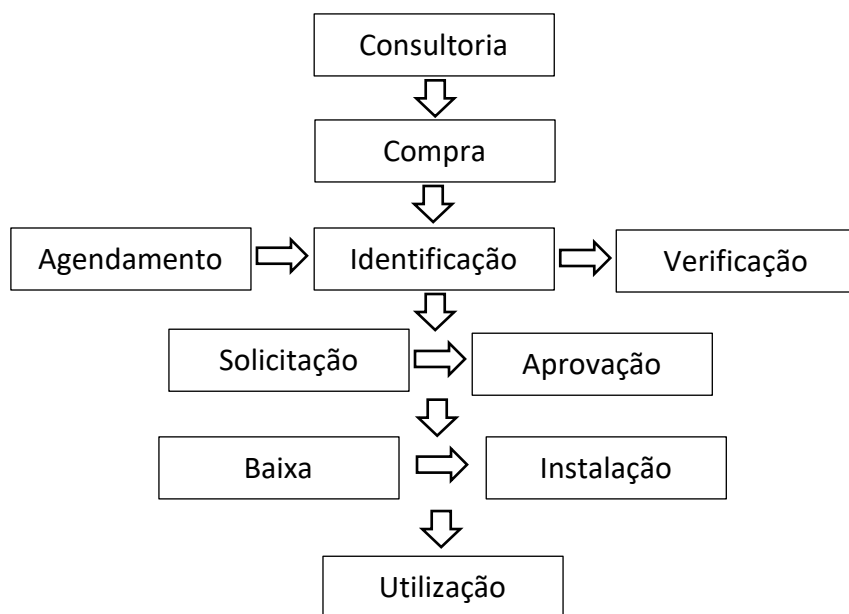 Consultoria
Compra
Agendamento
Identificação
Verificação
Solicitação
Aprovação
Baixa
Instalação
Utilização